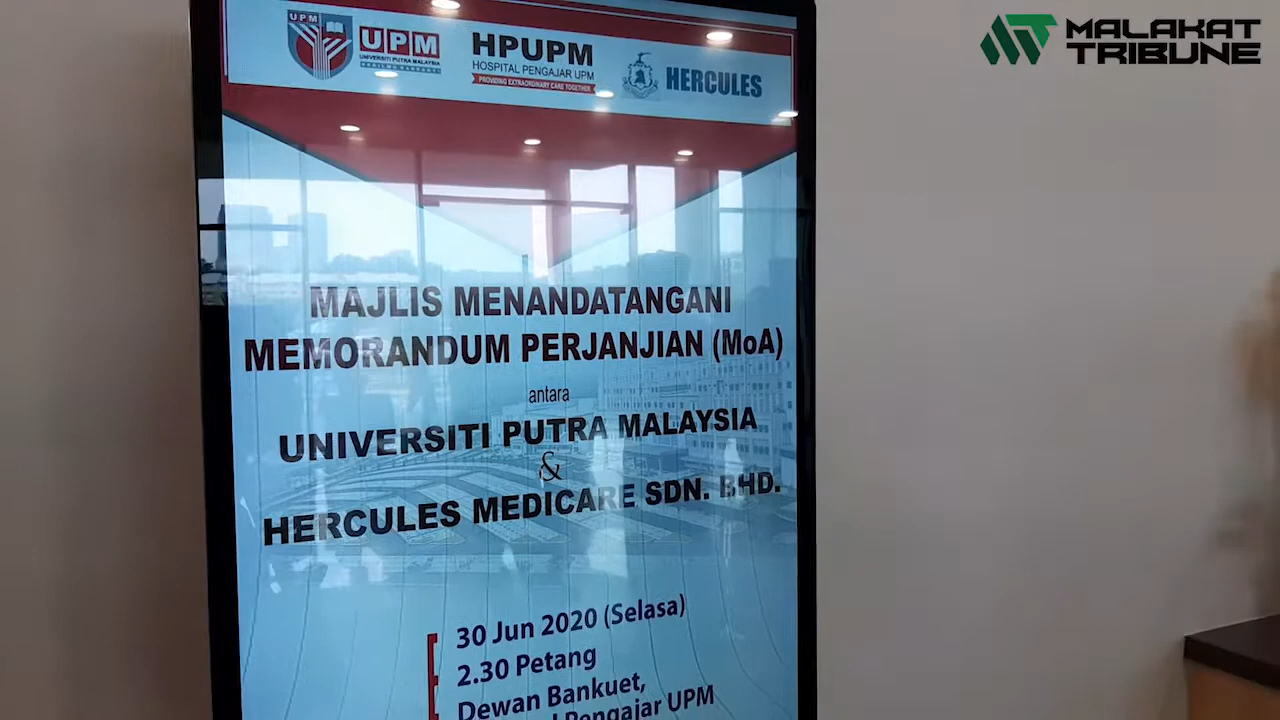 MALAKAT
TRIBUNE
UPM
UPM
UNIVERSITI PUTRA MALAYSIA
HPUPM
HOSPITAL PENGAJAR UPM
PROVIDING EXTRAORDINARY CARE TOGETHER
HERCULES
MAJLIS MENANDATANGANI
MEMORANDUM PERJANJIAN (MoA)
antara
UNIVERSITI PUTRA MALAYSIA
&
HERCULES MEDICARE SDN. BHD.
30 Jun 2020 (Selasa)
2.30 Petang
Dewan Bankuet,
Pengajar UPM